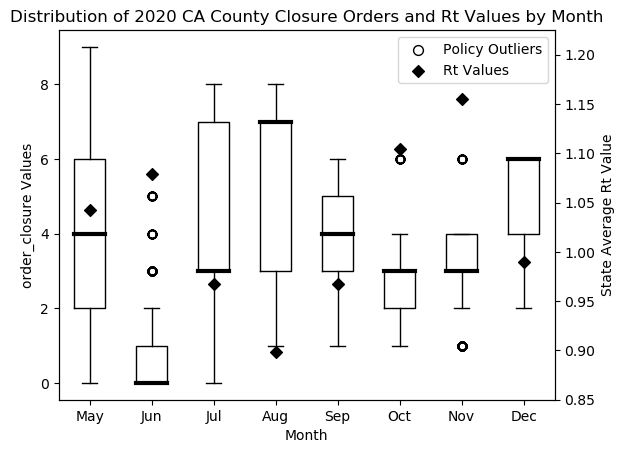 Distribution of 2020 CA County Closure Orders and Rt Values by Month
Policy Outliers
Rt Values
order_closure Values
8
6
4
2
0
1.20
1.15
1.10
1.05
1.00
0.95
0.90
0.85
State Average Rt Value
May Jun Jul Aug Sep Oct Nov Dec
Month